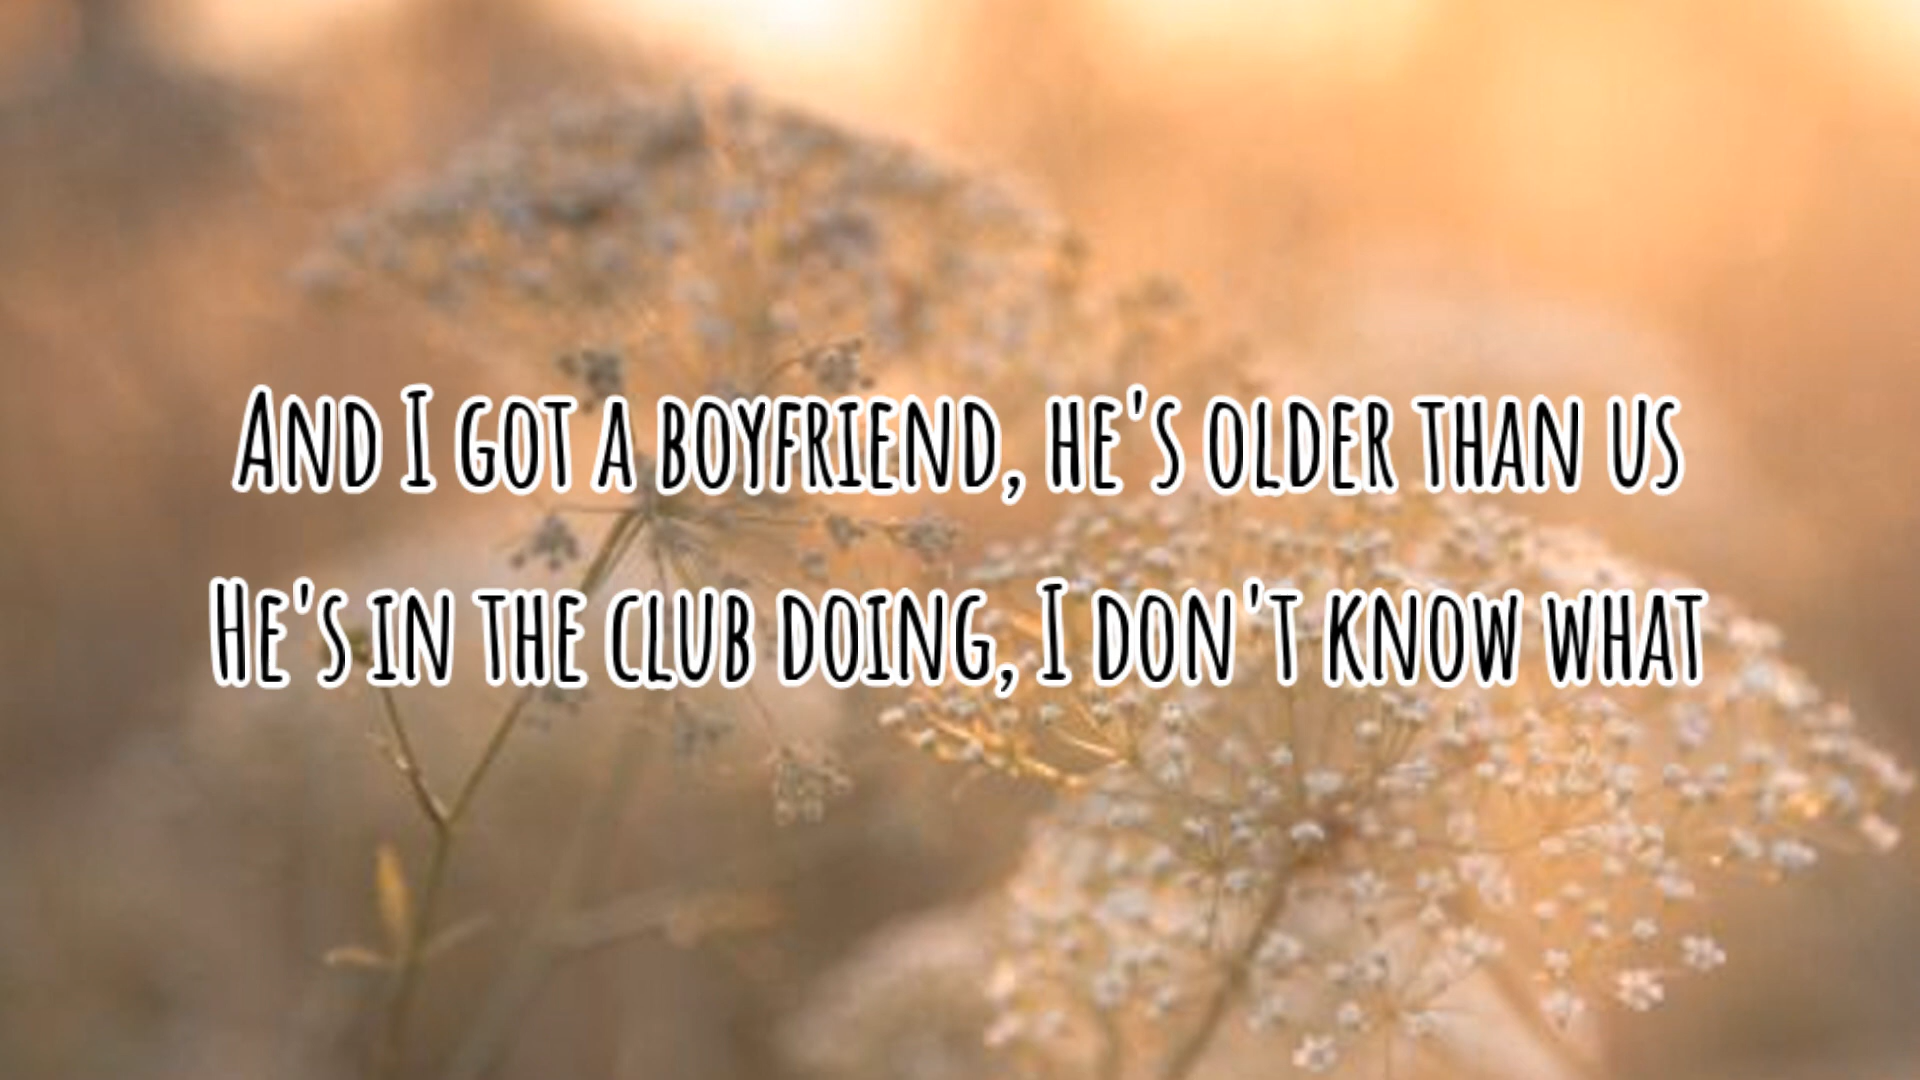 And I got a boyfriend, he's older than us
He's in the club doing, I don't know what